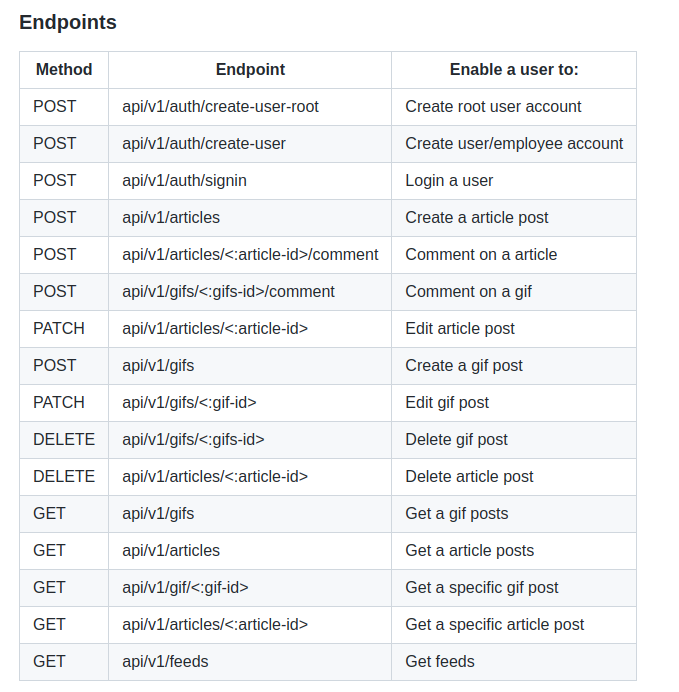 Endpoints
Method Endpoint Enable a user to:
POST api/v1/auth/create-user-root Create root user account
POST api/v1/auth/create-user Create user/employee account
POST api/v1/auth/signin Login a user
POST api/v1/articles Create a article post
POST api/v1/articles/<:article-id>/comment Comment on a article
POST api/v1/gifs/<:gifs-id>/comment Comment on a gif
PATCH api/v1/articles/<:article-id> Edit article post
POST api/v1/gifs Create a gif post
PATCH api/v1/gifs/<:gif-id> Edit gif post
DELETE api/v1/gifs/<:gifs-id> Delete gif post
DELETE api/v1/articles/<:article-id> Delete article post
GET api/v1/gifs Get a gif posts
GET api/v1/articles Get a article posts
GET api/v1/gif/<:gif-id> Get a specific gif post
GET api/v1/articles/<:article-id> Get a specific article post
GET api/v1/feeds Get feeds